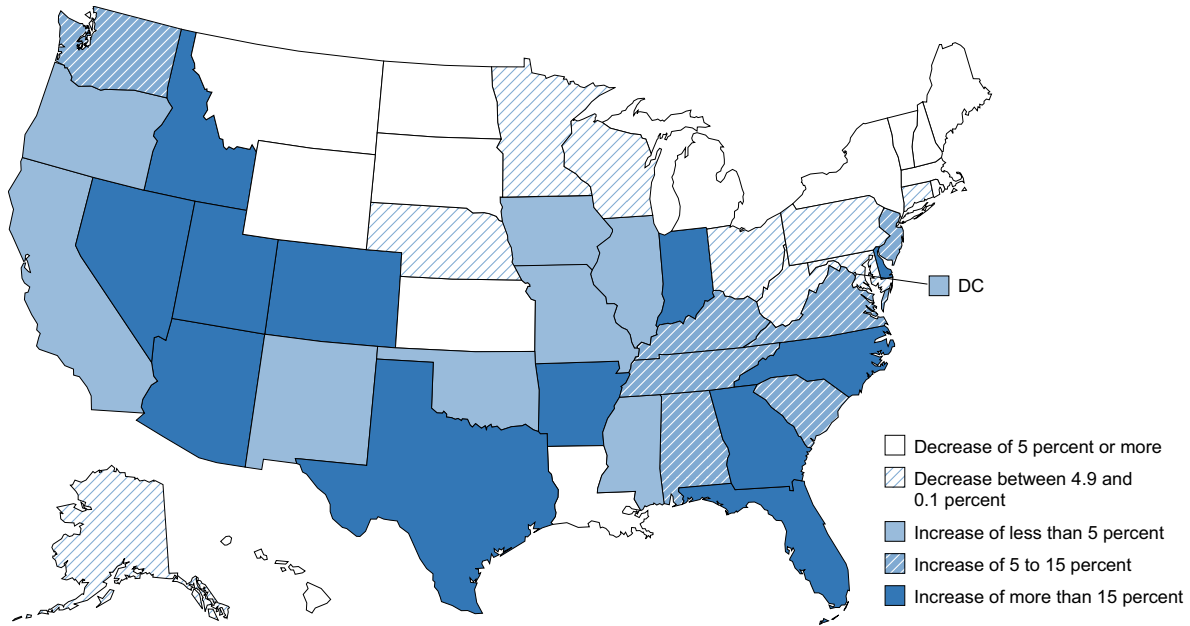 DC
Decrease of 5 percent or more
Decrease between 4.9 and
0.1 percent
Increase of less than 5 percent
Increase of 5 to 15 percent
Increase of more than 15 percent